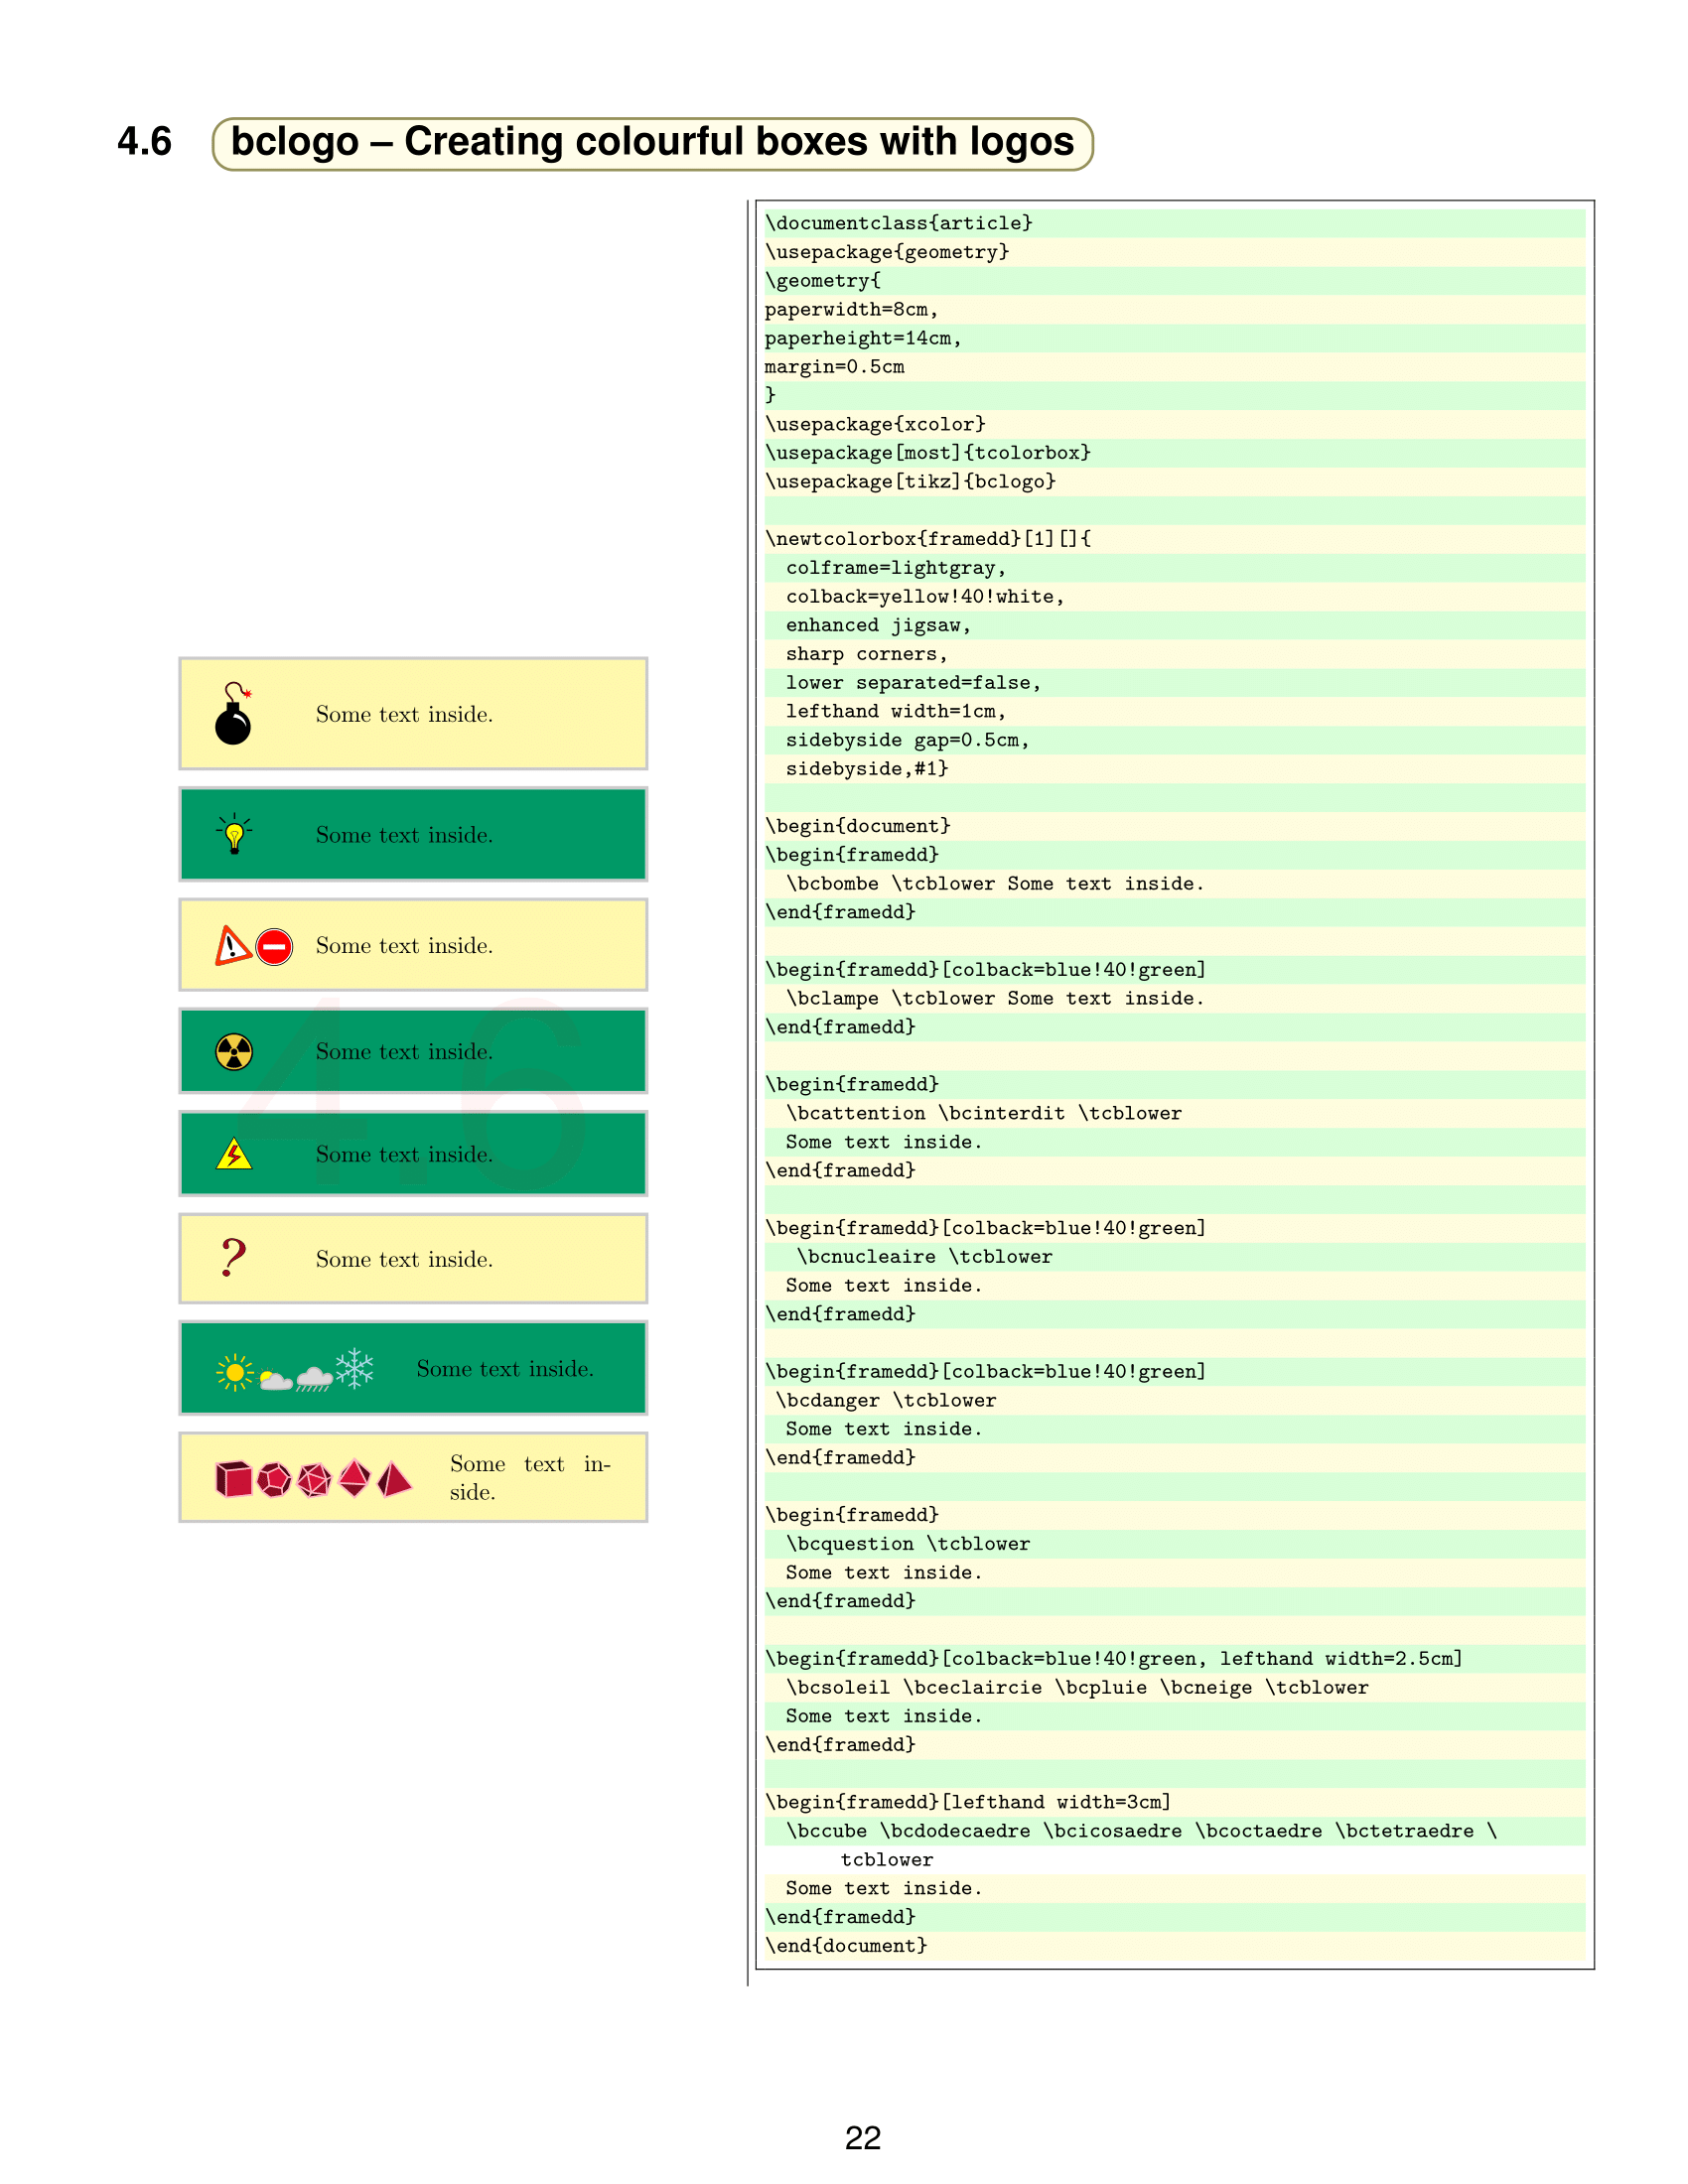 4.6 bclogo – Creating colourful boxes with logos
Some text inside.
Some text inside.
Some text inside.
Some text inside.
Some text inside.
Some text inside.
Some text inside.
Some text in-
side.
4.6
\documentclass{article}
\usepackage{geometry}
\geometry{
paperwidth=8cm,
paperheight=14cm,
margin=0.5cm
}
\usepackage{xcolor}
\usepackage[most]{tcolorbox}
\usepackage[tikz]{bclogo}
\newtcolorbox{framedd}[1][]{
colframe=lightgray,
colback=yellow!40!white,
enhanced jigsaw,
sharp corners,
lower separated=false,
lefthand width=1cm,
sidebyside gap=0.5cm,
sidebyside,#1}
\begin{document}
\begin{framedd}
\bcbombe \tcblower Some text inside.
\end{framedd}
\begin{framedd}[colback=blue!40!green]
\bclampe \tcblower Some text inside.
\end{framedd}
\begin{framedd}
\bcattention \bcinterdit \tcblower
Some text inside.
\end{framedd}
\begin{framedd}[colback=blue!40!green]
\bcnucleaire \tcblower
Some text inside.
\end{framedd}
\begin{framedd}[colback=blue!40!green]
\bcdanger \tcblower
Some text inside.
\end{framedd}
\begin{framedd}
\bcquestion \tcblower
Some text inside.
\end{framedd}
\begin{framedd}[colback=blue!40!green, lefthand width=2.5cm]
\bcsoleil \bceclaircie \bcpluie \bcneige \tcblower
Some text inside.
\end{framedd}
\begin{framedd}[lefthand width=3cm]
\bccube \bcdodecaedre \bcicosaedre \bcoctaedre \bctetraedre \
tcblower
Some text inside.
\end{framedd}
\end{document}
22